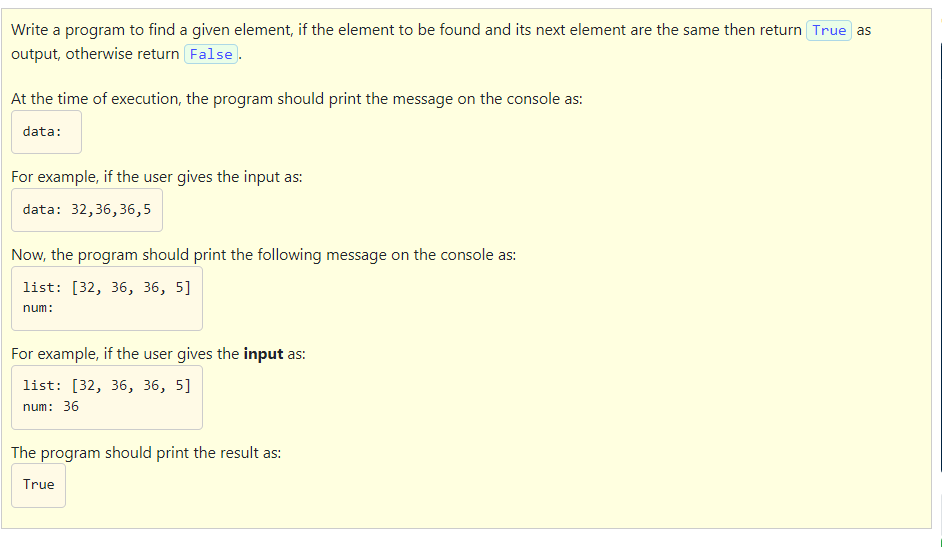 Write a program to find a given element, if the element to be found and its next element are the same then return True as
output, otherwise return False.
At the time of execution, the program should print the message on the console as:
data:
For example, if the user gives the input as:
data: 32,36,36,5
Now, the program should print the following message on the console as:
list: [32, 36, 36, 5]
num:
For example, if the user gives the input as:
list: [32, 36, 36, 5]
num: 36
The program should print the result as:
True